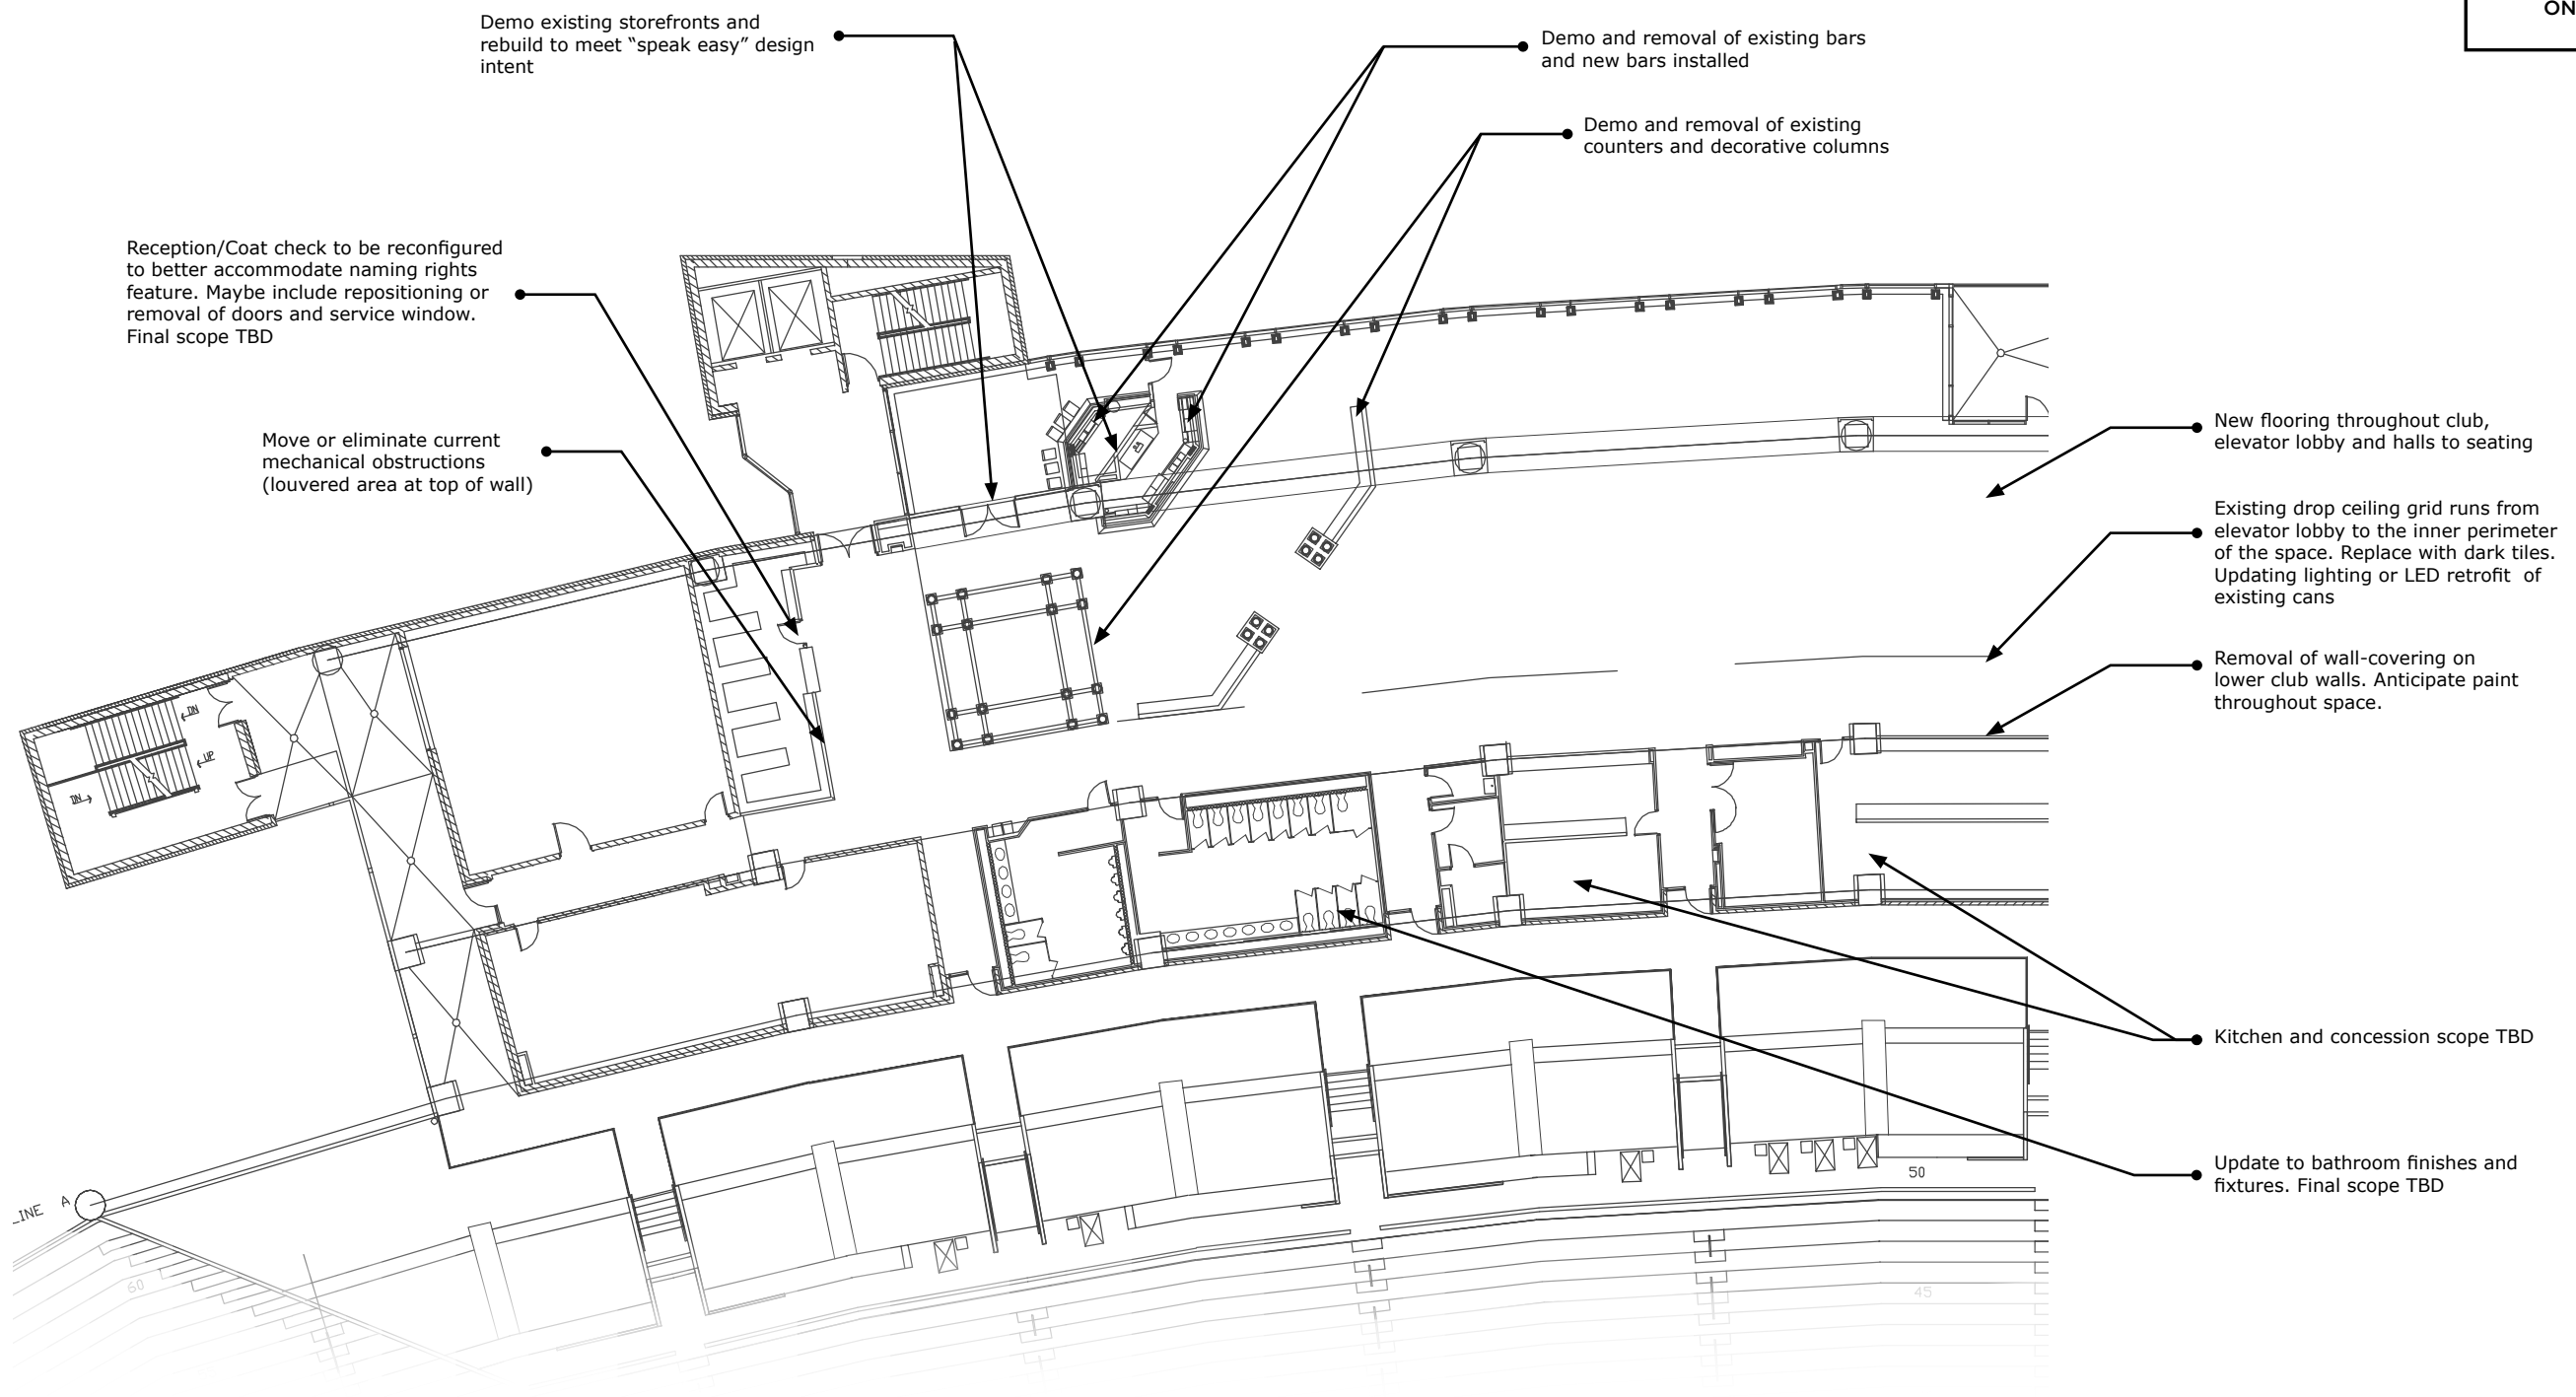 ON
Demo existing storefronts and
rebuild to meet “speak easy” design
intent
Demo and removal of existing bars
and new bars installed
Demo and removal of existing
counters and decorative columns
Reception/Coat check to be reconfigured
to better accommodate naming rights
feature. Maybe include repositioning or
removal of doors and service window.
Final scope TBD
Move or eliminate current
mechanical obstructions
(louvered area at top of wall)
New flooring throughout club,
elevator lobby and halls to seating
Existing drop ceiling grid runs from
elevator lobby to the inner perimeter
of the space. Replace with dark tiles.
Updating lighting or LED retrofit of
existing cans
Removal of wall-covering on
lower club walls. Anticipate paint
throughout space.
DN
UP
DN
Kitchen and concession scope TBD
Update to bathroom finishes and
fixtures. Final scope TBD
50
LINE A
60
45